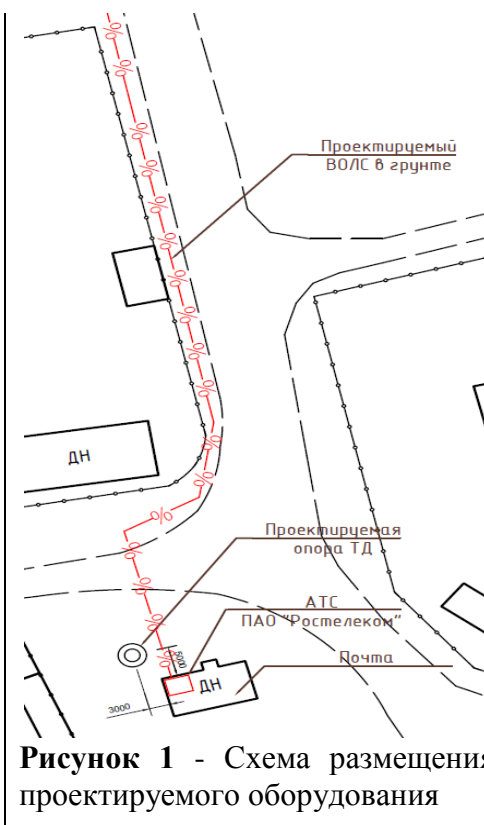 Проектируемый
ВОЛС в грунте
ДН
Проектируемая
опора ТД
АТС
ПАО "Ростелеком"
Почта
5000
ДН
3000
Рисунок 1 - Схема размещения
проектируемого оборудования